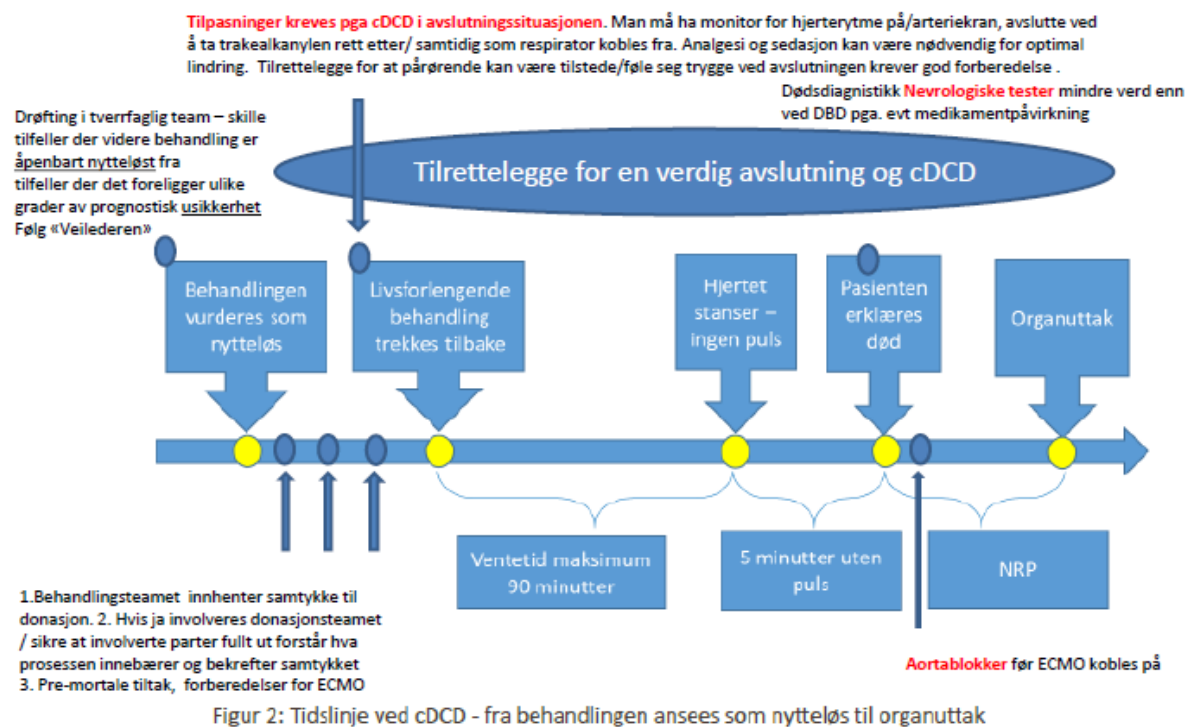 Tilpasninger kreves pga cDCD i avslutningssituasjonen. Man må ha monitor for hjerterytme på/arteriekran, avslutte ved
å ta trakealkanylen rett etter/ samtidig som respirator kobles fra. Analgesi og sedasjon kan være nødvendig for optimal
lindring.  Tilrettelegge for at pårørende kan være tilstede/føle seg trygge ved avslutningen krever god forberedelse .
Dødsdiagnistikk Nevrologiske tester mindre verd enn
ved DBD pga. evt medikamentpåvirkning
Drøfting i tverrfaglig team – skille
tilfeller der videre behandling er
åpenbart nytteløst fra
tilfeller der det foreligger ulike
grader av prognostisk usikkerhet
Følg «Veilederen»
Tilrettelegge for en verdig avslutning og cDCD
Behandlingen
vurderes som
nytteløs
Livsforlengende
behandling
trekkes tilbake
Hjertet
stanser –
ingen puls
Pasienten
erklæres
død
Organuttak
Ventetid maksimum
90 minutter
5 minutter uten
puls
NRP
1.Behandlingsteamet  innhenter samtykke til
donasjon. 2. Hvis ja involveres donasjonsteamet
/ sikre at involverte parter fullt ut forstår hva
prosessen innebærer og bekrefter samtykket
3. Pre-mortale tiltak,  forberedelser for ECMO
Aortablokker før ECMO kobles på
Figur 2: Tidslinje ved cDCD - fra behandlingen ansees som nytteløs til organuttak